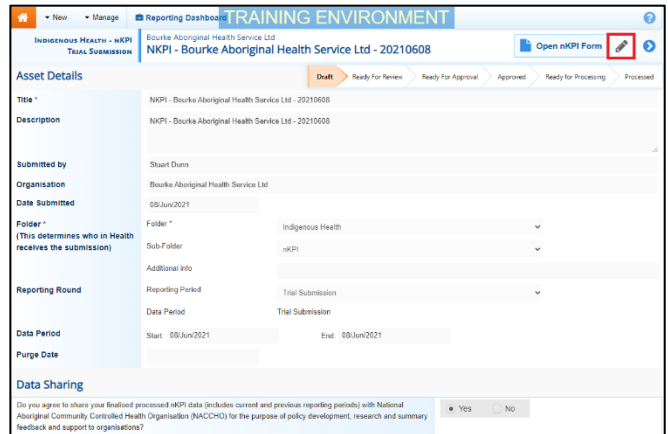 New Manage Reporting Dashboard TRAINING ENVIRONMENT ?
INDIGENOUS HEALTH - NKPI
TRIAL SUBMISSION
Bourke Aboriginal Health Service Ltd
NKPI - Bourke Aboriginal Health Service Ltd - 20210608
Open nKPI Form
Asset Details
Draft Ready For Review Ready For Approval Approved Ready for Processing Processed
Title * NKPI - Bourke Aboriginal Health Service Ltd - 20210608
Description NKPI - Bourke Aboriginal Health Service Ltd - 20210608
Submitted by Stuart Dunn
Organisation Bourke Aboriginal Health Service Ltd
Date Submitted 08/Jun/2021
Folder * Folder * Indigenous Health
(This determines who in Health
receives the submission) Sub-Folder nKPI
Additional info
Reporting Round Reporting Period Trial Submission
Data Period Trial Submission
Data Period Start: 08/Jun/2021 End: 08/Jun/2021
Purge Date
Data Sharing
Do you agree to share your finalised processed nKPI data (includes current and previous reporting periods) with National
Aboriginal Community Controlled Health Organisation (NACCHO) for the purpose of policy development, research and summary
feedback and support to organisations?
Yes No